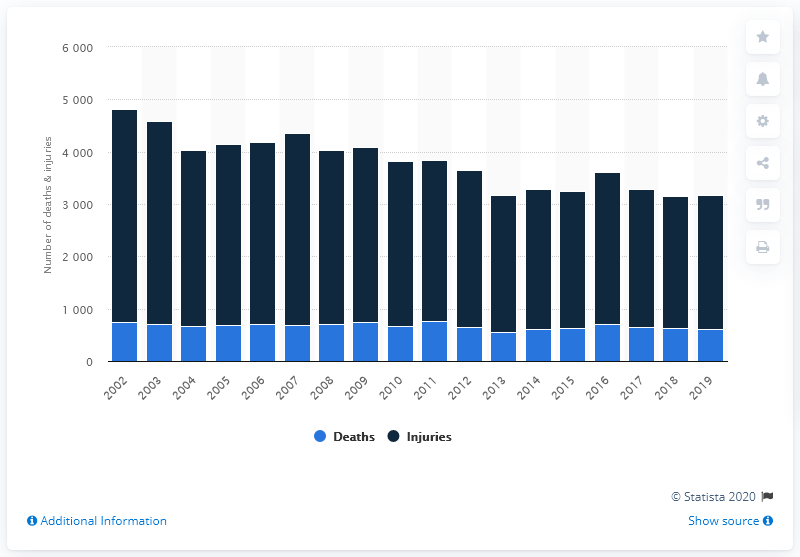 6 000
5 000
4 000
3 000
2 000
1 000
0
Number of deaths & injuries
2002 2003 2004 2005 2006 2007 2008 2009 2010 2011 2012 2013 2014 2015 2016 2017 2018 2019
Deaths Injuries
© Statista 2020
Additional Information Show source